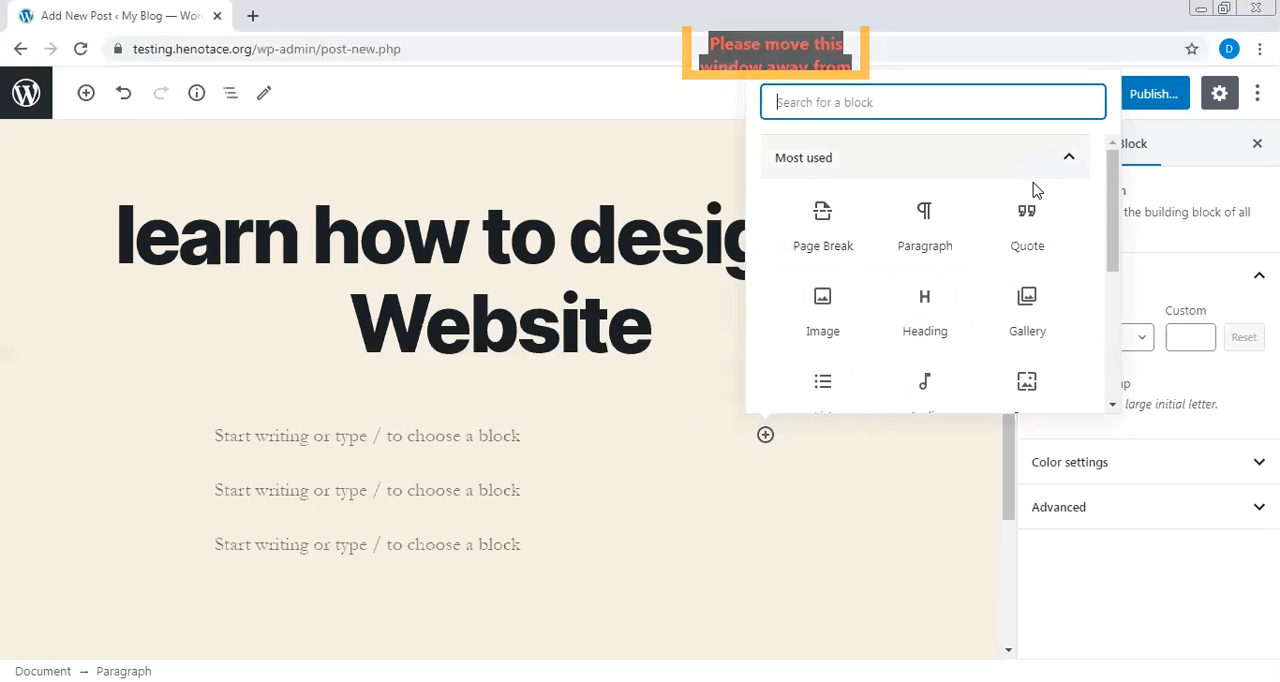 Add New Post ‹ My Blog — Wor
testing.henotace.org/wp-admin/post-new.php
D
Please move this
window away from
Publish...
Search for a block
Block
Most used
the building block of all
Page Break
Paragraph
Quote
learn how to desig
Website
Image
Heading
Gallery
Custom
Reset
large initial letter.
Start writing or type / to choose a block
Start writing or type / to choose a block
Start writing or type / to choose a block
Color settings
Advanced
Document → Paragraph